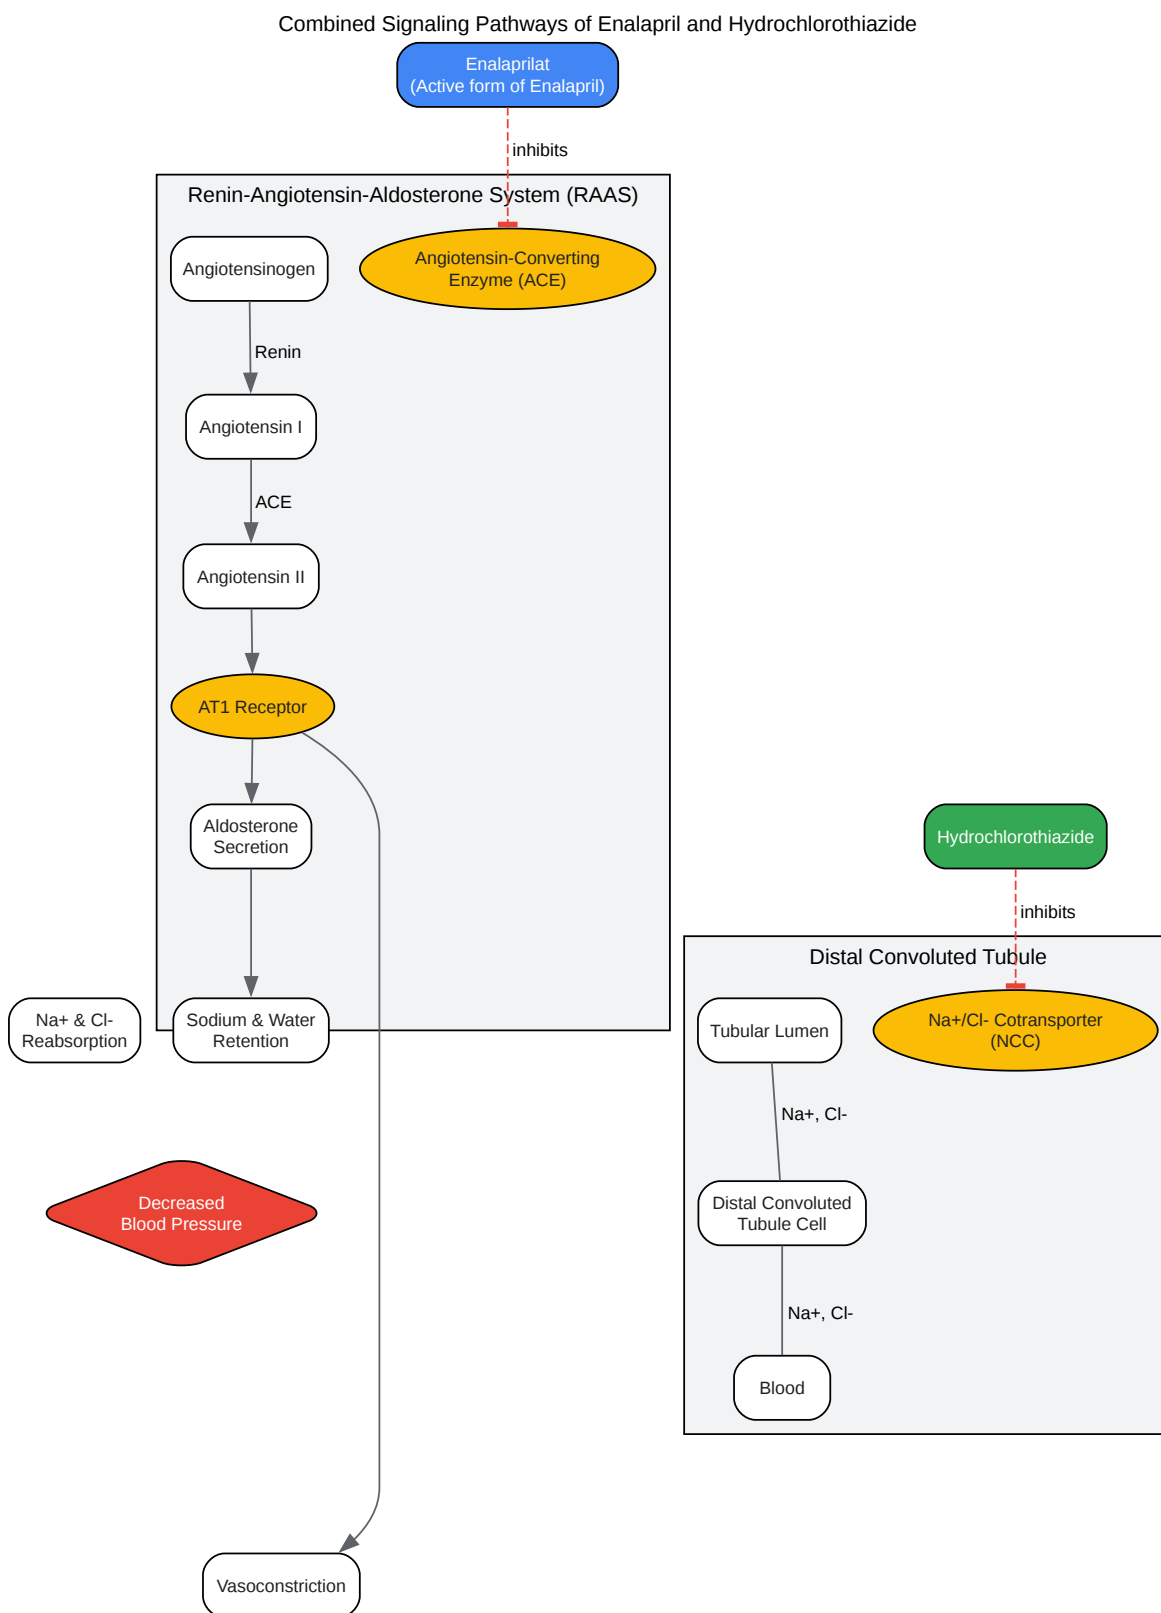 Combined Signaling Pathways of Enalapril and Hydrochlorothiazide
Enalaprilat
(Active form of Enalapril)
inhibits
Renin-Angiotensin-Aldosterone System (RAAS)
Angiotensinogen
Angiotensin-Converting
Enzyme (ACE)
Renin
Angiotensin I
ACE
Angiotensin II
AT1 Receptor
Aldosterone
Secretion
Hydrochlorothiazide
inhibits
Distal Convoluted Tubule
Na+ & Cl-
Reabsorption
Sodium & Water
Retention
Tubular Lumen
Na+/Cl- Cotransporter
(NCC)
Na+, Cl-
Decreased
Blood Pressure
Distal Convoluted
Tubule Cell
Na+, Cl-
Blood
Vasoconstriction